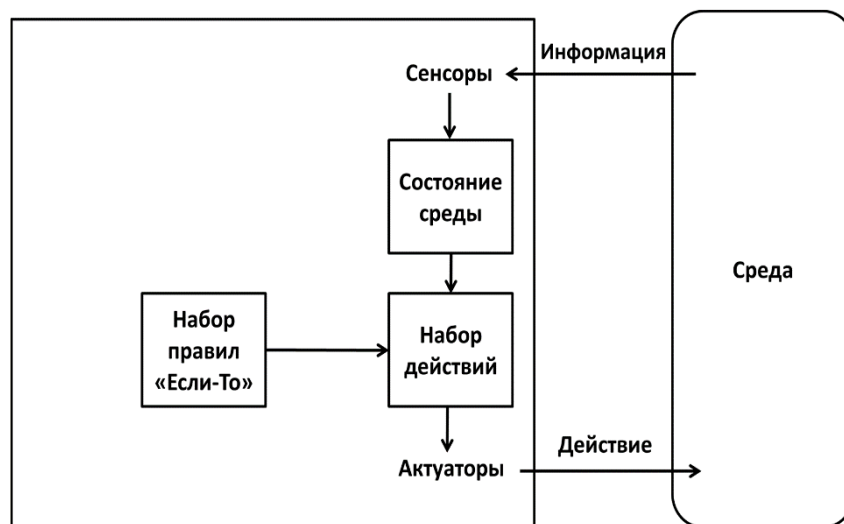 Информация
Сенсоры
Состояние
среды
Среда
Набор
правил
«Если-То»
Набор
действий
Действие
Актуаторы